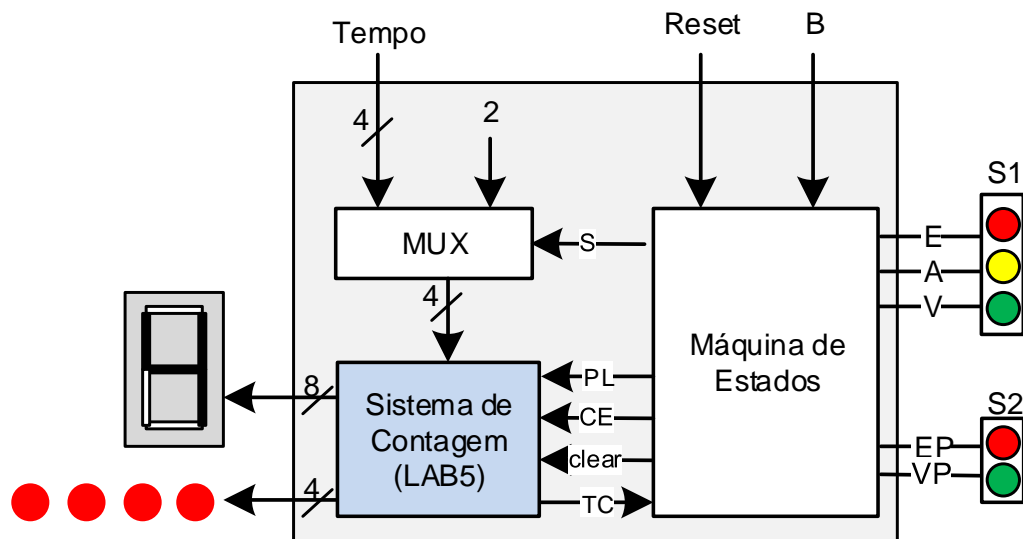 Tempo
Reset
B
4
2
S1
MUX
S
E
A
V
4
Máquina de
Estados
PL
8
Sistema de
Contagem
(LAB5)
CE
S2
clear
EP
VP
4
TC